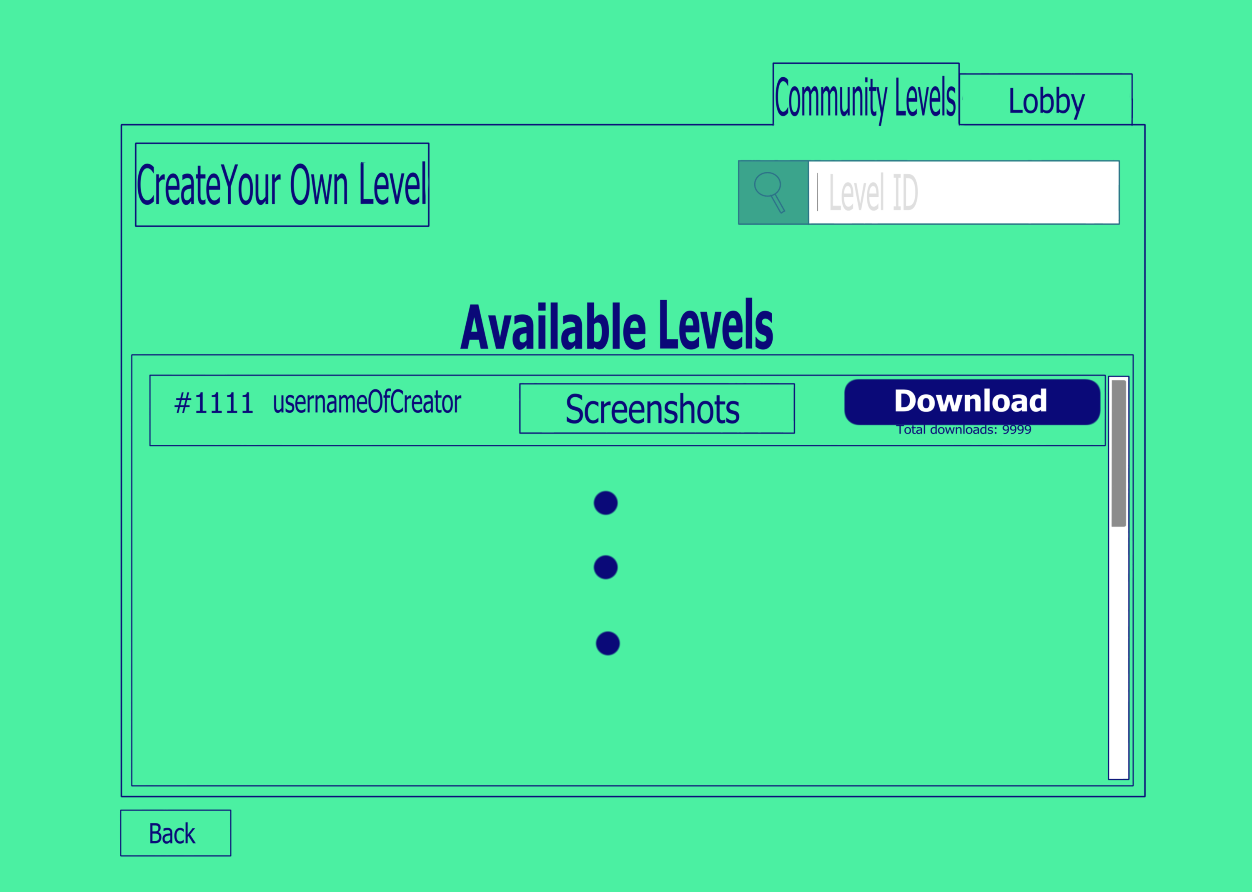 Community Levels
Lobby
CreateYour Own Level
Level ID
Available Levels
#1111 usernameOfCreator
Screenshots
Download
Total downloads: 9999
Back